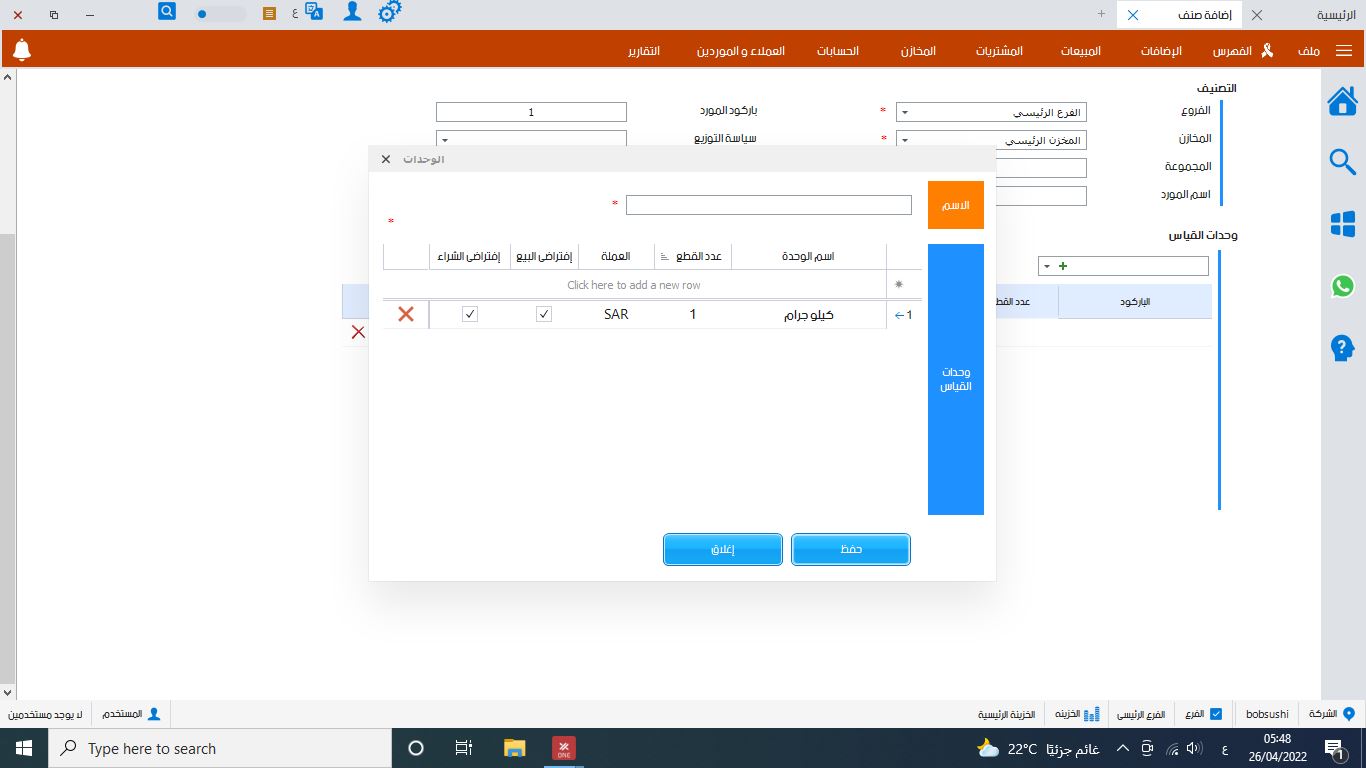 الرئيسية
إضافة صنف
ع
ملف الفهرس الإضافات المبيعات المشتريات المخازن الحسابات العملاء و الموردين التقارير
التصنيف
الفروع الفرع الرئيسي * باركود المورد 1
المخازن المخزن الرئيسي * سياسة التوزيع
المجموعة
اسم المورد
وحدات القياس
الباركود عدد القط
الوحدات
الاسم *
*
وحدات القياس
اسم الوحدة عدد القطع العملة إفتراضى البيع إفتراضى الشراء
Click here to add a new row
1 كيلو جرام 1 SAR
حفظ إغلاق
الشركة bobsushi الفرع الفرع الرئيسي الخزينه الخزينة الرئيسية المستخدم لا يوجد مستخدمين
Type here to search
ONE
22°C غائم جزئيًا
ع
05:48
26/04/2022
1